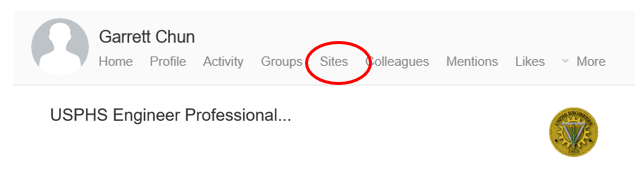 Garrett Chun
Home Profile Activity Groups Sites Colleagues Mentions Likes More
USPHS Engineer Professional...